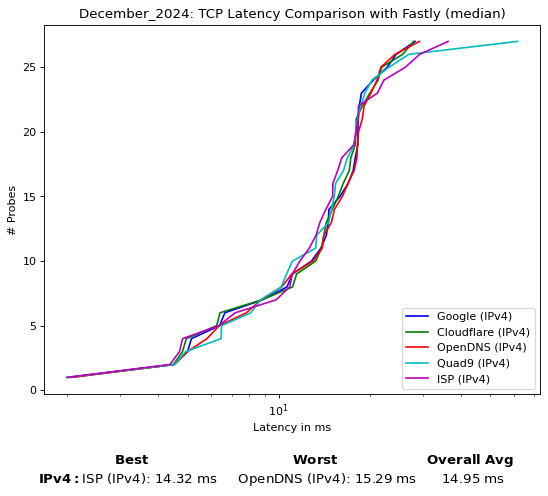 December_2024: TCP Latency Comparison with Fastly (median)
# Probes
25
20
15
10
5
0
Google (IPv4)
Cloudflare (IPv4)
OpenDNS (IPv4)
Quad9 (IPv4)
ISP (IPv4)
10^1
Latency in ms
Best Worst Overall Avg
IPv4: ISP (IPv4): 14.32 ms OpenDNS (IPv4): 15.29 ms 14.95 ms